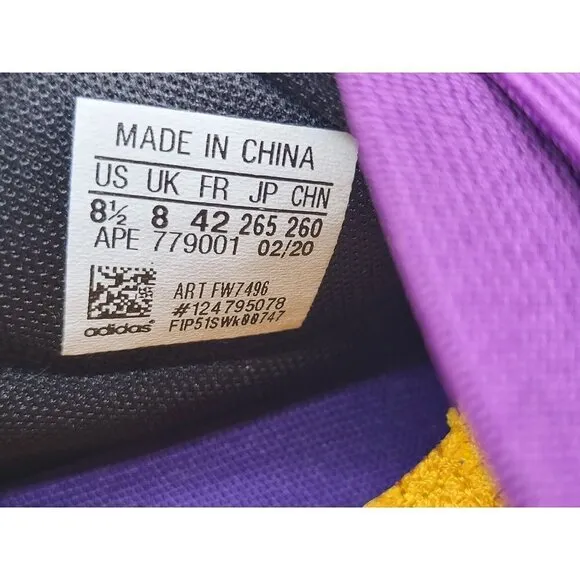 MADE IN CHINA
US UK FR JP CHN
8½ 8 42 265 260
APE 779001 02/20
ART FW7496
#124795078
adidas